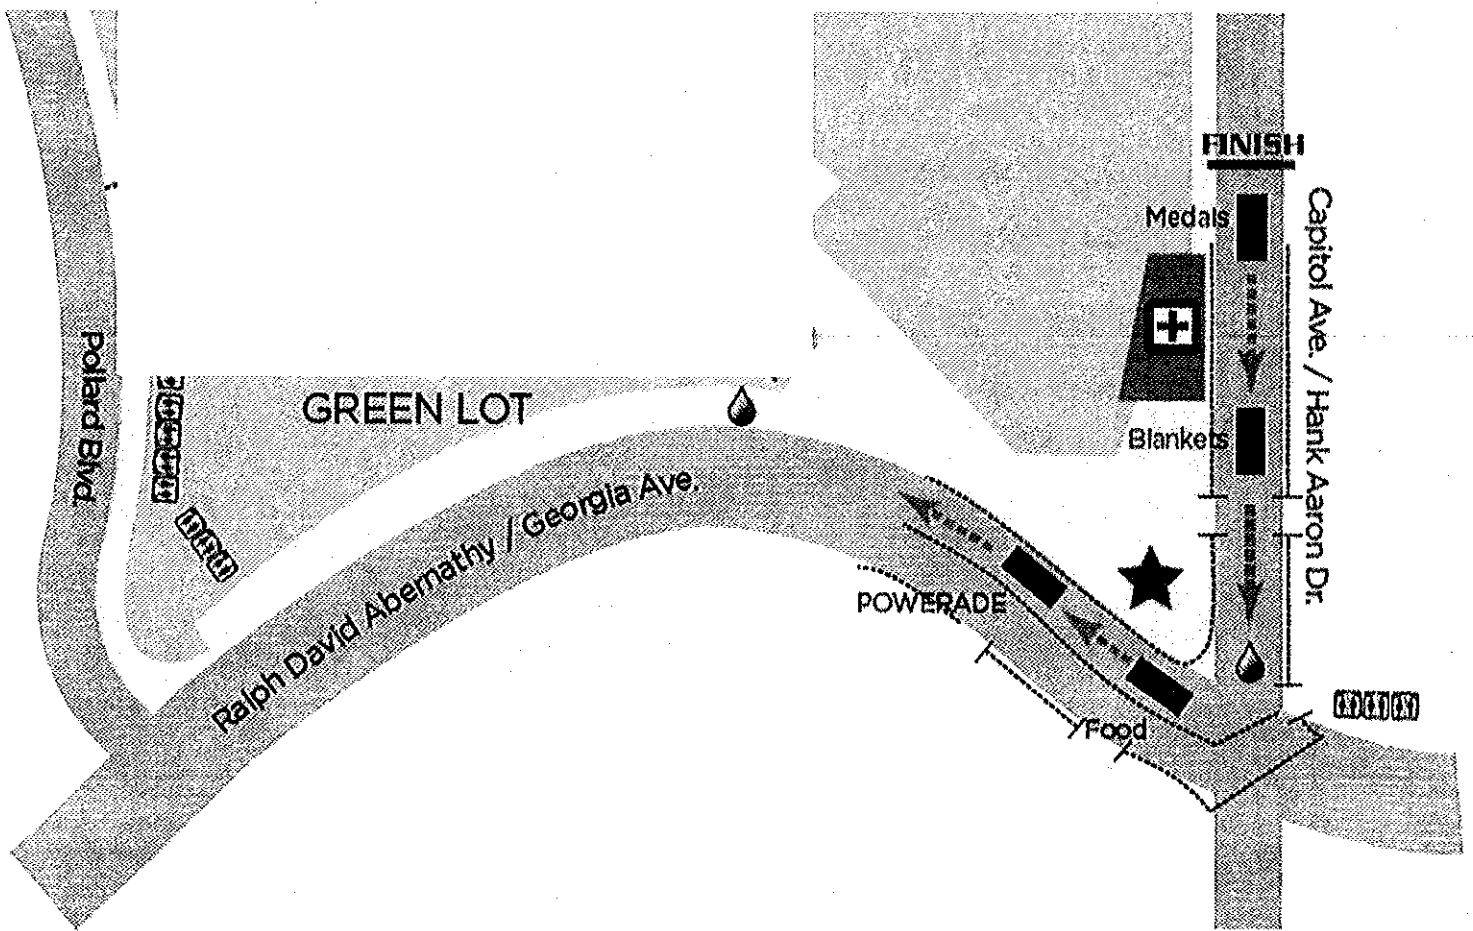 FINISH
Medals
Capitol Ave. / Hank Aaron Dr.
Pollard Blvd.
GREEN LOT
Blankets
Ralph David Abernathy / Georgia Ave.
POWERADE
Food